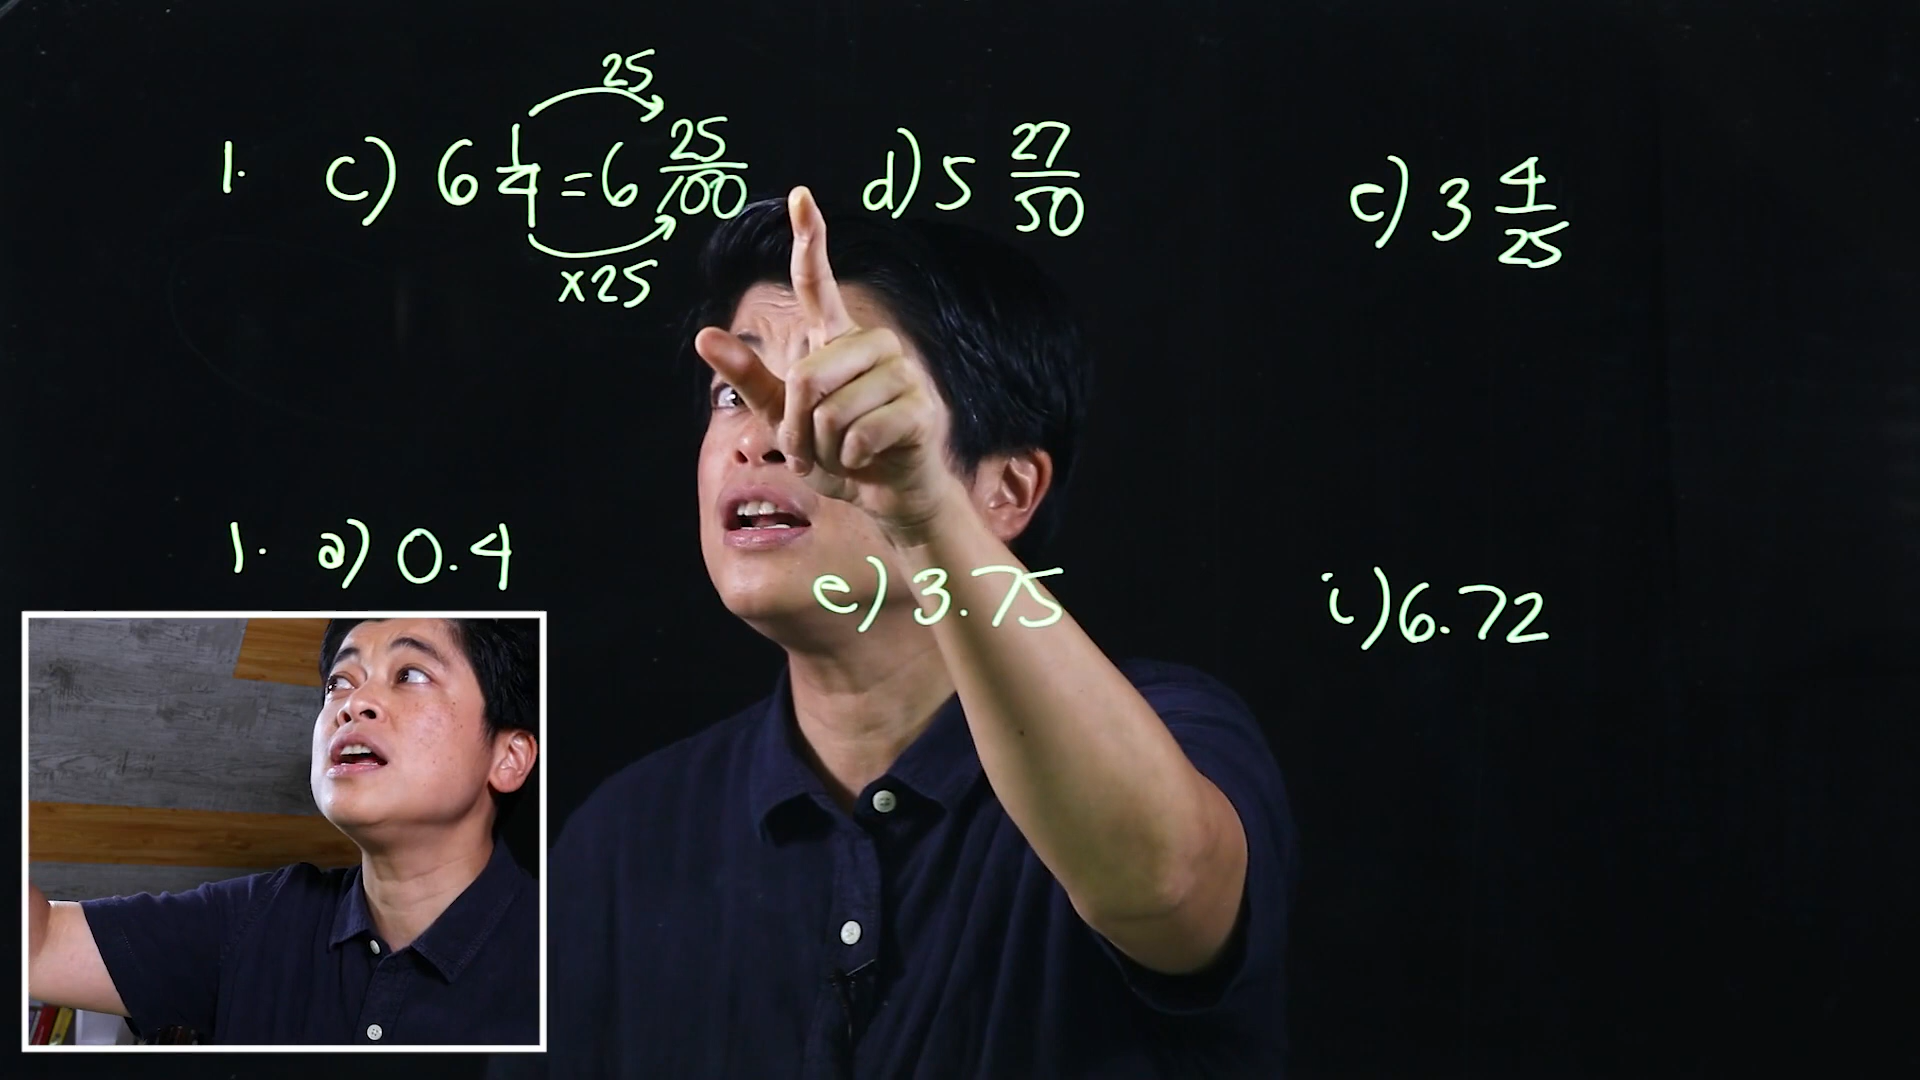 25
1. c) 6 1/4 = 6 25/100 d) 5 27/50 c) 3 4/25
x25
1. a) 0.4 e) 3.75 i) 6.72